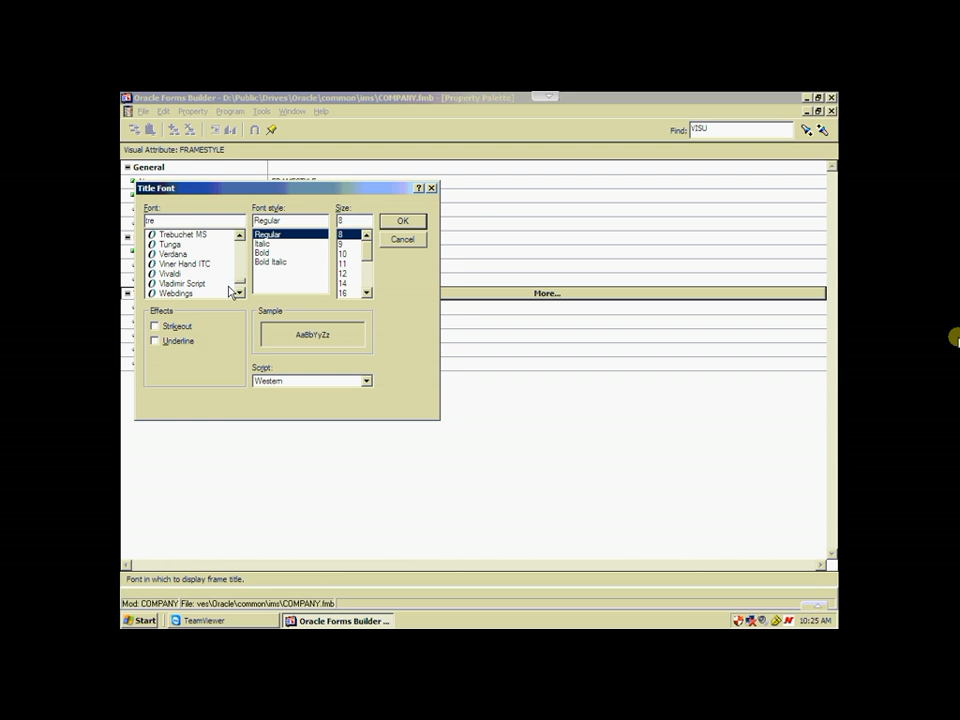 Oracle Forms Builder - D:\Public\Drives\Oracle\common\ims\COMPANY.fmb - [Property Palette]
File Edit Property Program Tools Window Help
Find: VISU
Visual Attribute: FRAMESTYLE
General
Title Font
Font: Font style: Size:
tre Regular 8
OK
Cancel
Trebuchet MS
Tunga
Verdana
Viner Hand ITC
Vivaldi
Vladimir Script
Webdings
Regular
Italic
Bold
Bold Italic
8
9
10
11
12
14
16
More...
Effects
Strikeout
Underline
Sample
AaBbYyZz
Script:
Western
Font in which to display frame title.
Mod: COMPANY File: ves\Oracle\common\ims\COMPANY.fmb
Start TeamViewer Oracle Forms Builder ... 10:25 AM